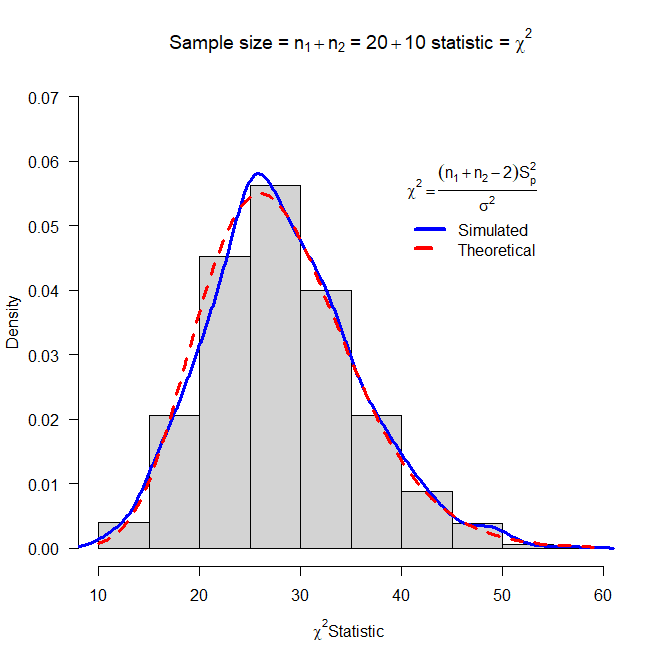 Sample size = n₁ + n₂ = 20 + 10 statistic = χ²
0.07
0.06
0.05
0.04
0.03
0.02
0.01
0.00
Density
χ² = (n₁ + n₂ − 2)Sₚ² / σ²
Simulated
Theoretical
10 20 30 40 50 60
χ²Statistic